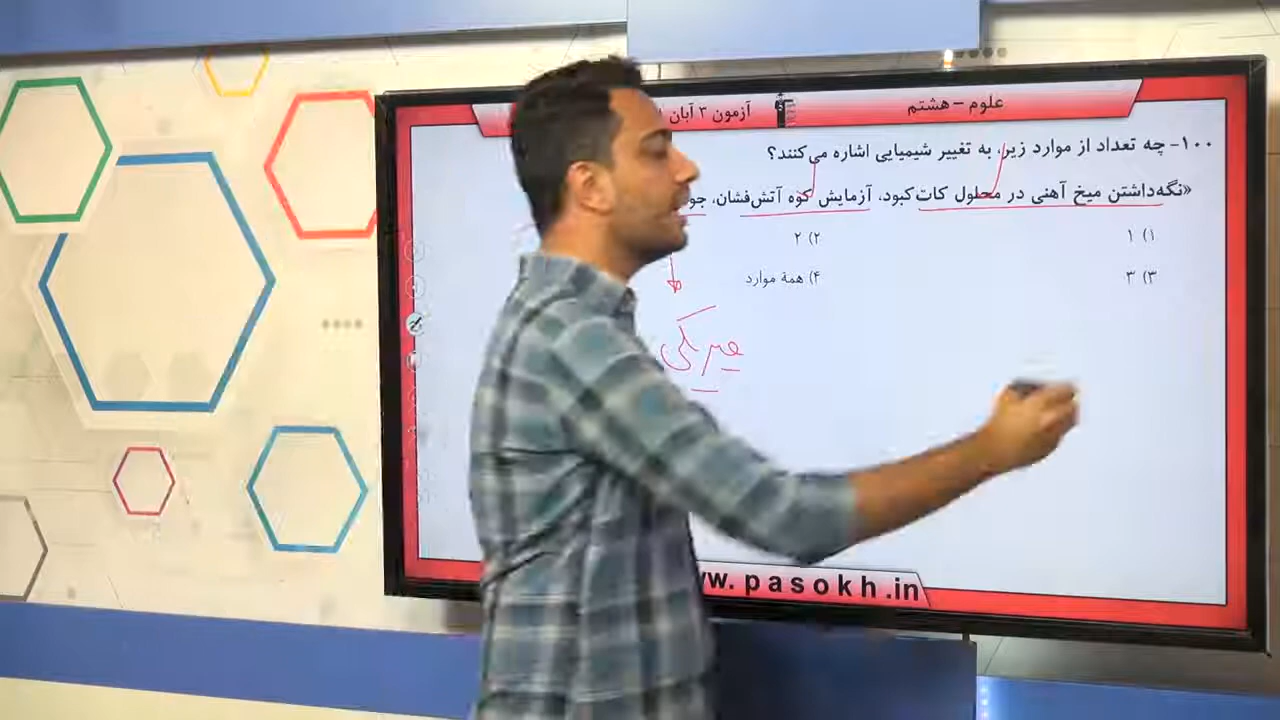 علوم – هشتم
آزمون ۳ آبان
۱۰۰- چه تعداد از موارد زیر، به تغییر شیمیایی اشاره می‌کنند؟
«نگه‌داشتن میخ آهنی در محلول کات‌کبود، آزمایش کوه آتش‌فشان،
۱) ۱
۲) ۲
۳) ۳
۴) همهٔ موارد
فیزیکی
w. pasokh.in